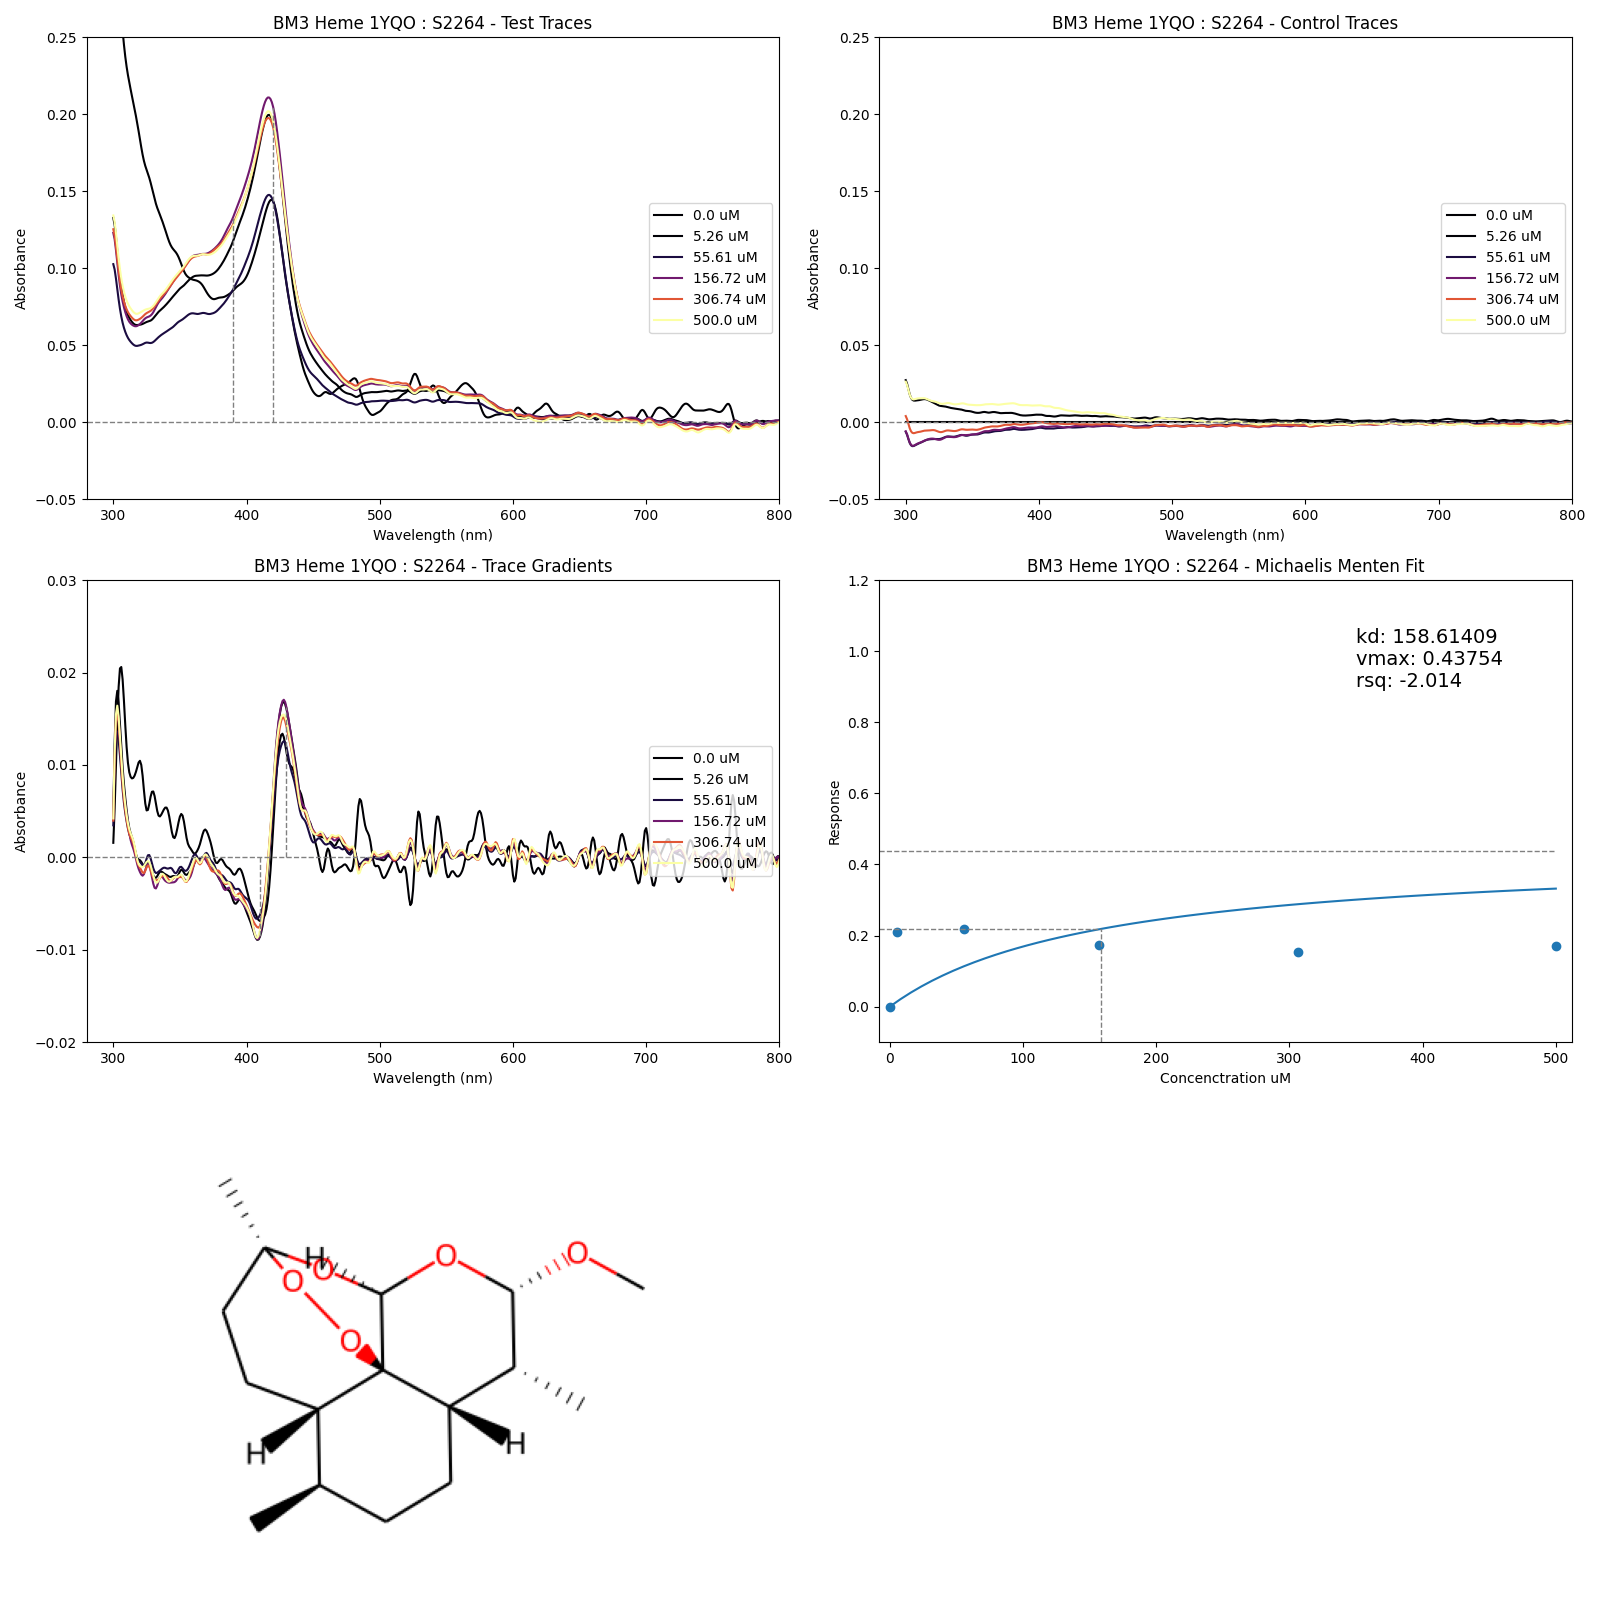 BM3 Heme 1YQO : S2264 - Test Traces
0.25
0.20
0.15
0.10
0.05
0.00
−0.05
Absorbance
300 400 500 600 700 800
Wavelength (nm)
0.0 uM
5.26 uM
55.61 uM
156.72 uM
306.74 uM
500.0 uM
BM3 Heme 1YQO : S2264 - Control Traces
0.25
0.20
0.15
0.10
0.05
0.00
−0.05
Absorbance
300 400 500 600 700 800
Wavelength (nm)
0.0 uM
5.26 uM
55.61 uM
156.72 uM
306.74 uM
500.0 uM
BM3 Heme 1YQO : S2264 - Trace Gradients
0.03
0.02
0.01
0.00
−0.01
−0.02
Absorbance
300 400 500 600 700 800
Wavelength (nm)
0.0 uM
5.26 uM
55.61 uM
156.72 uM
306.74 uM
500.0 uM
BM3 Heme 1YQO : S2264 - Michaelis Menten Fit
1.2
1.0
0.8
0.6
0.4
0.2
0.0
Response
kd: 158.61409
vmax: 0.43754
rsq: -2.014
0 100 200 300 400 500
Concenctration uM
H
O
O
O
O
O
H
H